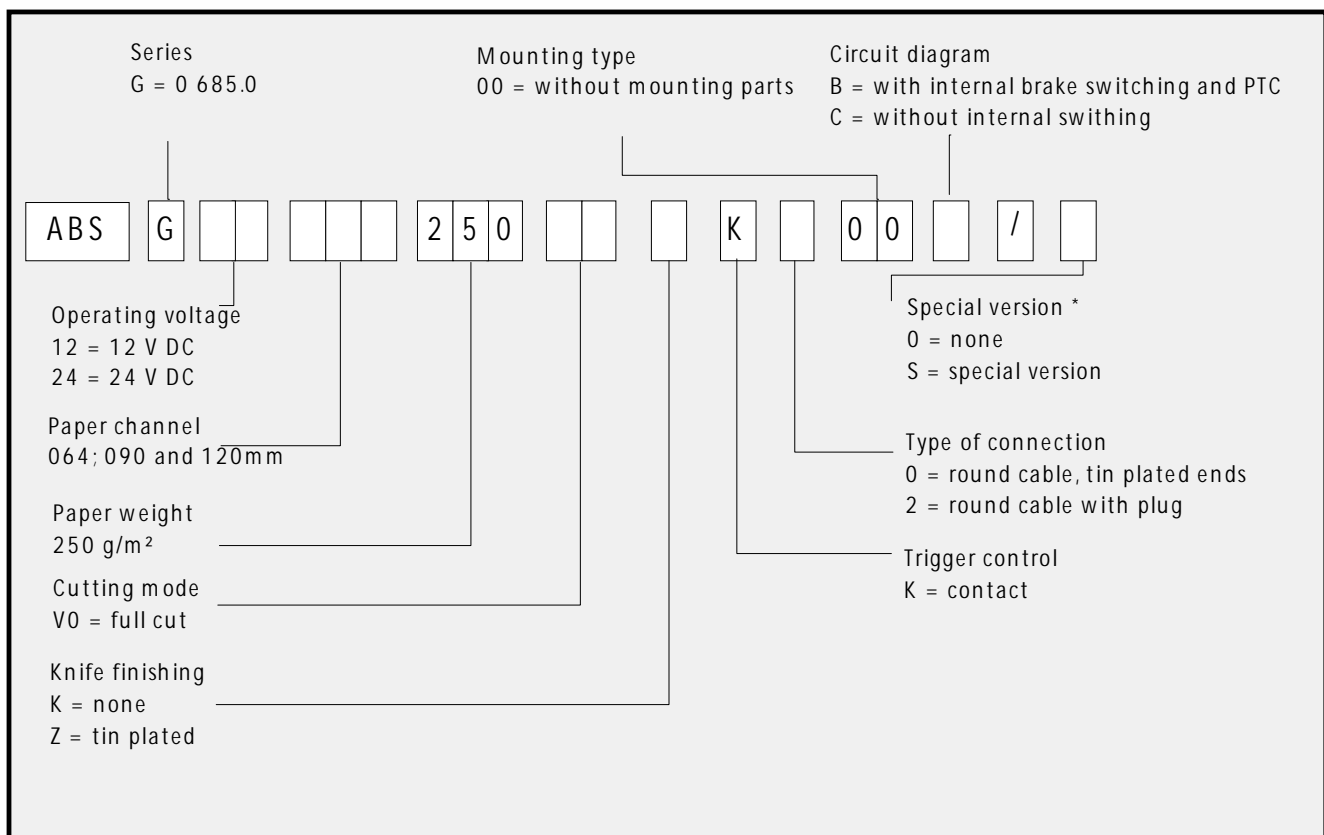 Series
G = 0 685.0
Mounting type
00 = without mounting parts
Circuit diagram
B = with internal brake switching and PTC
C = without internal swithing
ABS G 2 5 0 K 0 0 /
Operating voltage
12 = 12 V DC
24 = 24 V DC
Paper channel
064; 090 and 120mm
Paper weight
250 g/m²
Cutting mode
V0 = full cut
Knife finishing
K = none
Z = tin plated
Special version *
0 = none
S = special version
Type of connection
0 = round cable, tin plated ends
2 = round cable with plug
Trigger control
K = contact